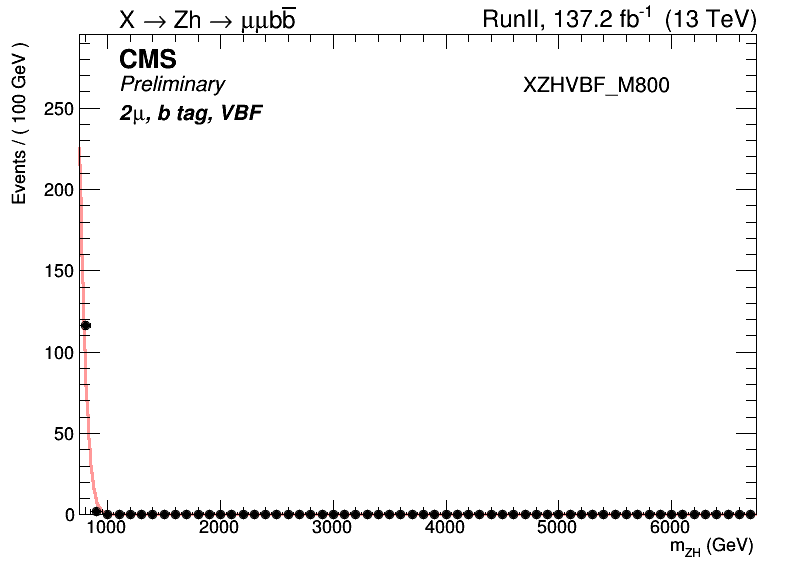 X → Zh → μμbb̅ RunII, 137.2 fb⁻¹ (13 TeV)
CMS
Preliminary
XZHVBF_M800
2μ, b tag, VBF
Events / ( 100 GeV )
250
200
150
100
50
0
1000 2000 3000 4000 5000 6000
m_ZH (GeV)